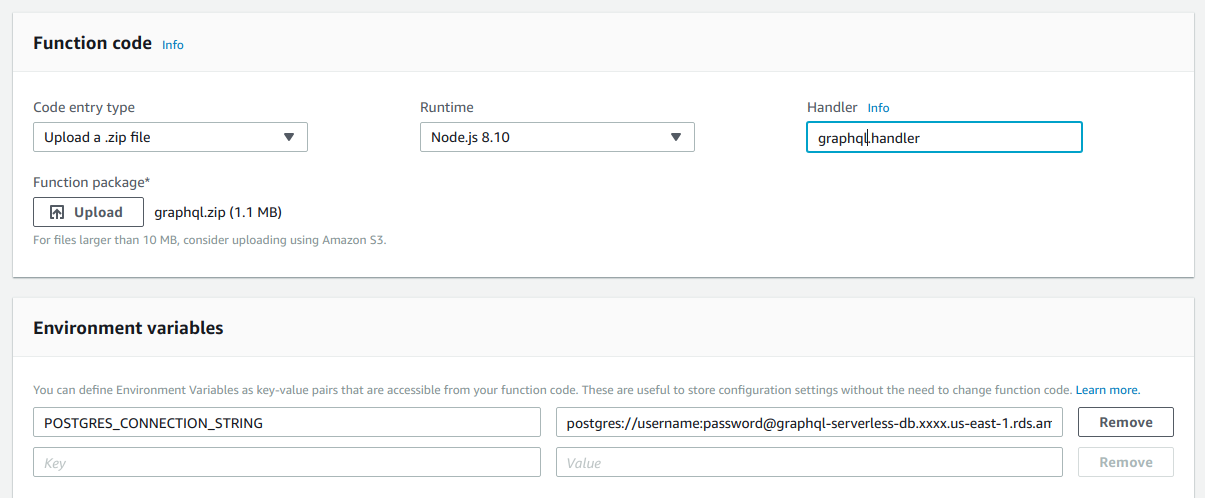 Function code Info
Code entry type Runtime Handler Info
Upload a .zip file Node.js 8.10 graphql.handler
Function package*
Upload graphql.zip (1.1 MB)
For files larger than 10 MB, consider uploading using Amazon S3.
Environment variables
You can define Environment Variables as key-value pairs that are accessible from your function code. These are useful to store configuration settings without the need to change function code. Learn more.
POSTGRES_CONNECTION_STRING postgres://username:password@graphql-serverless-db.xxxx.us-east-1.rds.am Remove
Key Value Remove